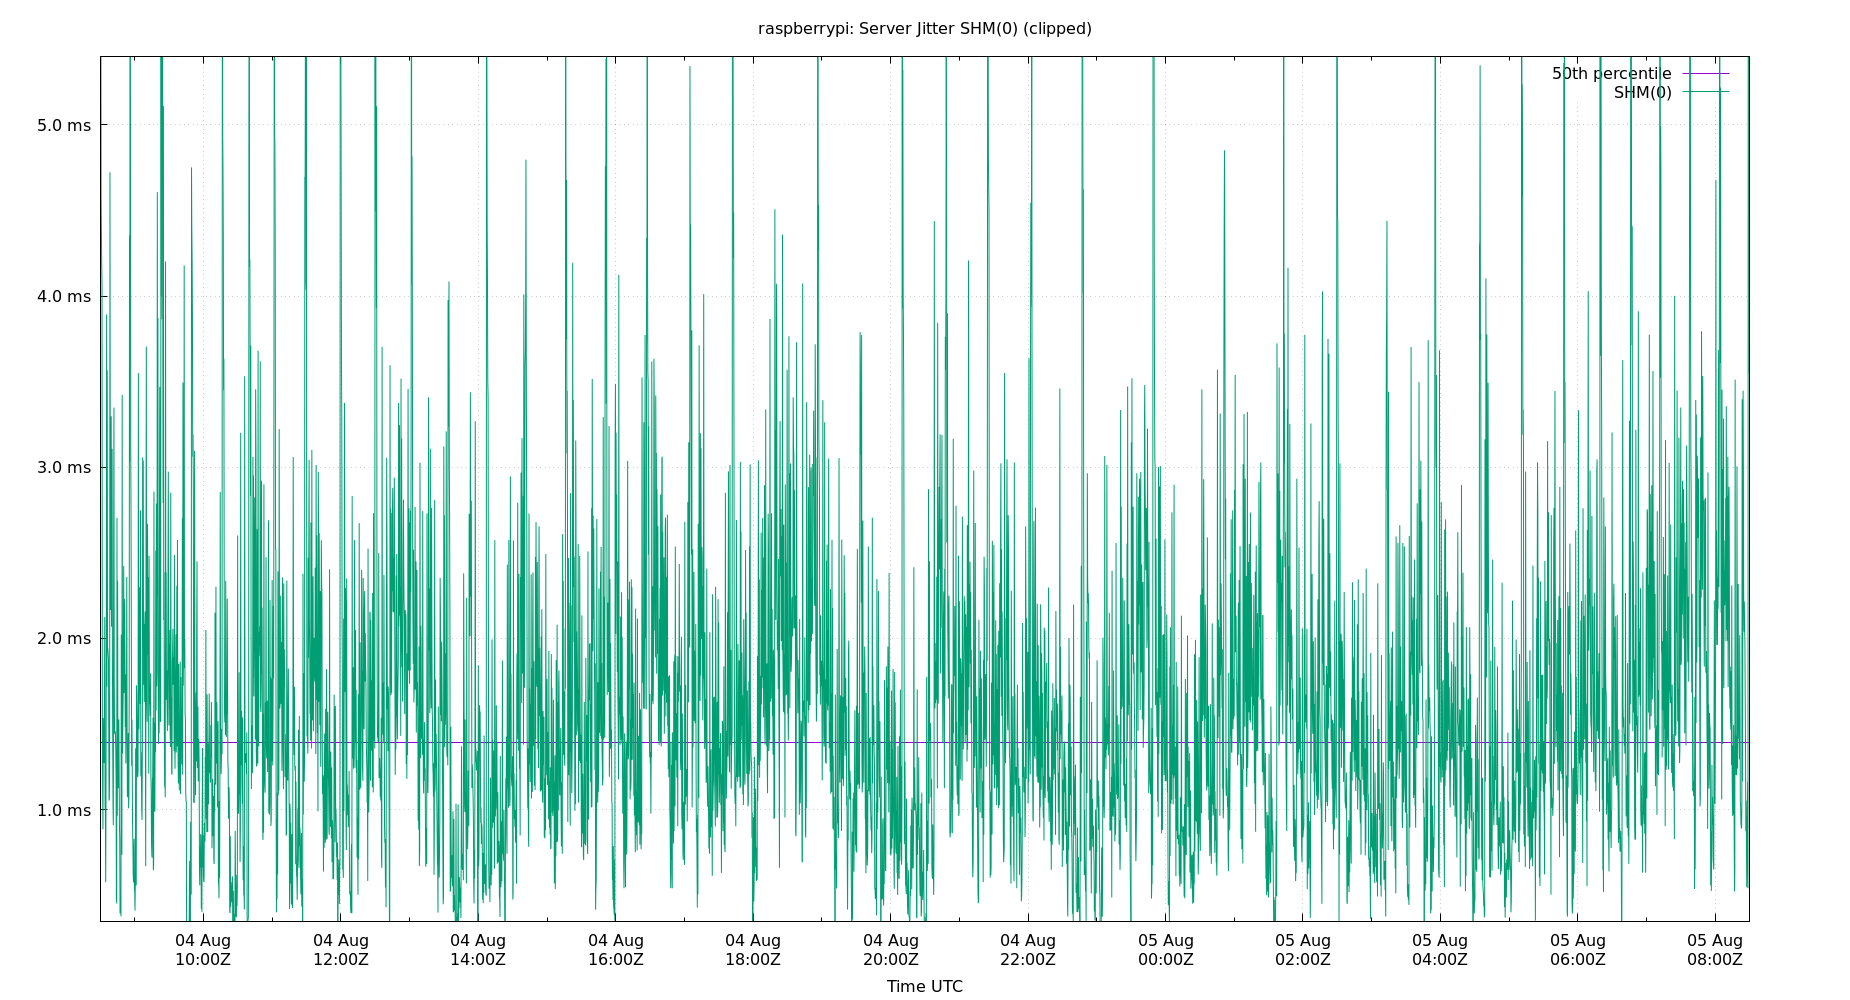 raspberrypi: Server Jitter SHM(0) (clipped)
50th percentile
SHM(0)
5.0 ms
4.0 ms
3.0 ms
2.0 ms
1.0 ms
04 Aug 04 Aug 04 Aug 04 Aug 04 Aug 04 Aug 04 Aug 05 Aug 05 Aug 05 Aug 05 Aug 05 Aug
10:00Z 12:00Z 14:00Z 16:00Z 18:00Z 20:00Z 22:00Z 00:00Z 02:00Z 04:00Z 06:00Z 08:00Z
Time UTC